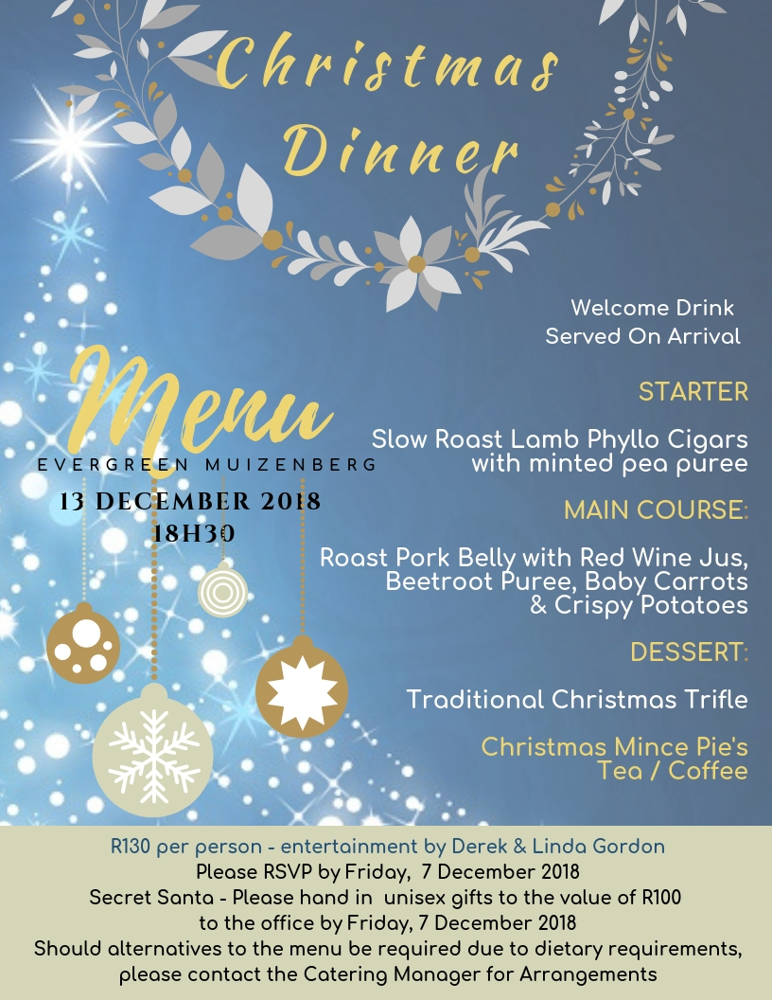 Christmas
Dinner
Welcome Drink
Served On Arrival
Menu
EVERGREEN MUIZENBERG
13 DECEMBER 2018
18H30
STARTER
Slow Roast Lamb Phyllo Cigars
with minted pea puree
MAIN COURSE:
Roast Pork Belly with Red Wine Jus,
Beetroot Puree, Baby Carrots
& Crispy Potatoes
DESSERT:
Traditional Christmas Trifle
Christmas Mince Pie's
Tea / Coffee
R130 per person - entertainment by Derek & Linda Gordon
Please RSVP by Friday,  7 December 2018
Secret Santa - Please hand in  unisex gifts to the value of R100
to the office by Friday, 7 December 2018
Should alternatives to the menu be required due to dietary requirements,
please contact the Catering Manager for Arrangements